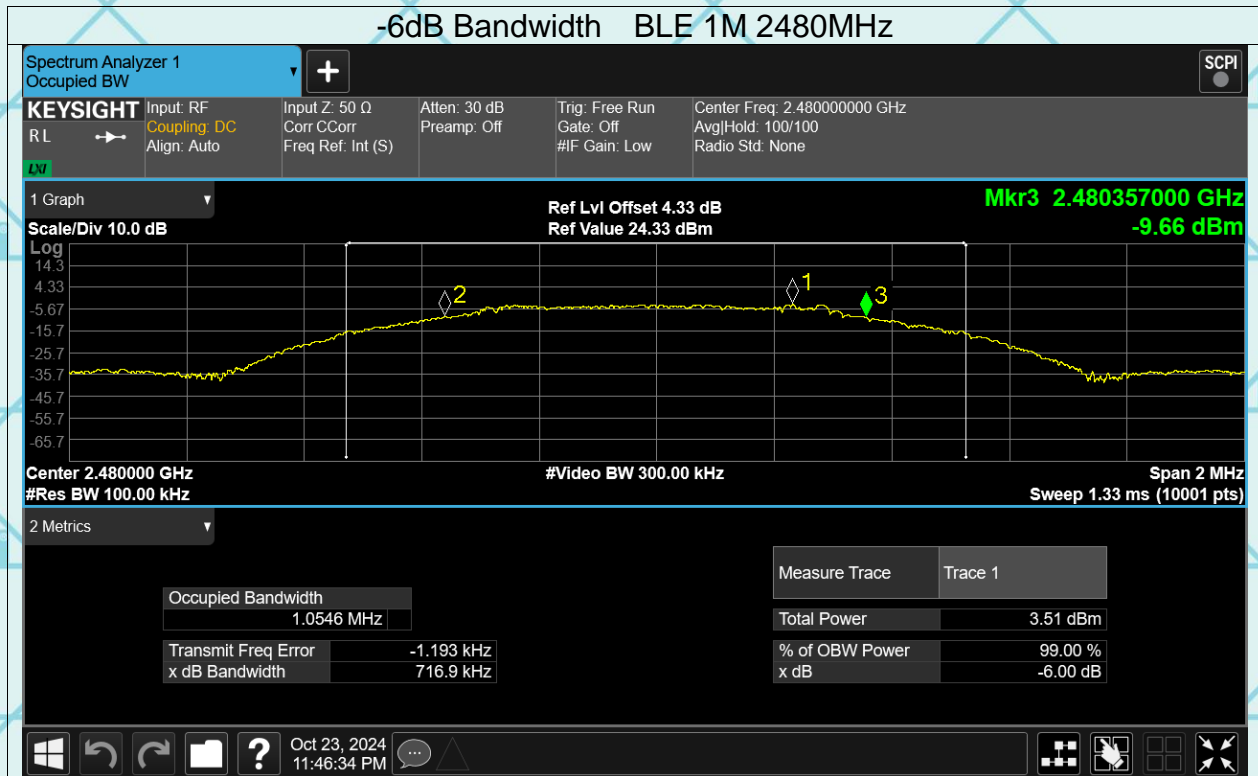 -6dB Bandwidth BLE 1M 2480MHz
Spectrum Analyzer 1
Occupied BW
SCPI
KEYSIGHT
R L
LXI
Input: RF
Coupling: DC
Align: Auto
Input Z: 50 Ω
Corr CCorr
Freq Ref: Int (S)
Atten: 30 dB
Preamp: Off
Trig: Free Run
Gate: Off
#IF Gain: Low
Center Freq: 2.480000000 GHz
Avg|Hold: 100/100
Radio Std: None
1 Graph
Scale/Div 10.0 dB
Ref Lvl Offset 4.33 dB
Ref Value 24.33 dBm
Mkr3 2.480357000 GHz
-9.66 dBm
Log
14.3
4.33
-5.67
-15.7
-25.7
-35.7
-45.7
-55.7
-65.7
2
1
3
Center 2.480000 GHz
#Res BW 100.00 kHz
#Video BW 300.00 kHz
Span 2 MHz
Sweep 1.33 ms (10001 pts)
2 Metrics
Occupied Bandwidth
1.0546 MHz
Transmit Freq Error -1.193 kHz
x dB Bandwidth 716.9 kHz
Measure Trace Trace 1
Total Power 3.51 dBm
% of OBW Power 99.00 %
x dB -6.00 dB
?
Oct 23, 2024
11:46:34 PM